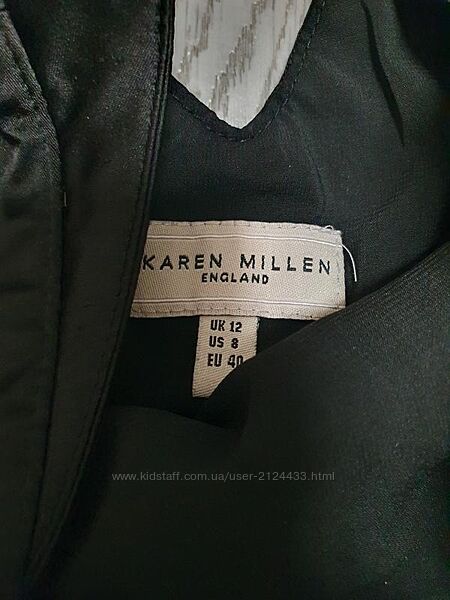 KAREN MILLEN
ENGLAND
UK 12
US 8
EU 40
www.kidstaff.com.ua/user-2124433.html